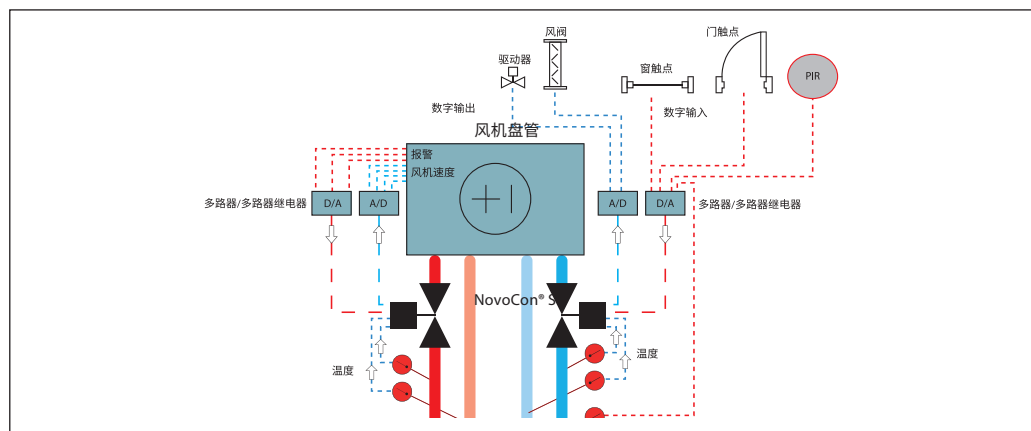 风阀
门触点
驱动器
窗触点
PIR
数字输出
数字输入
风机盘管
报警
风机速度
多路器/多路器继电器
D/A
A/D
A/D
D/A
多路器/多路器继电器
NovoCon® S
温度
温度